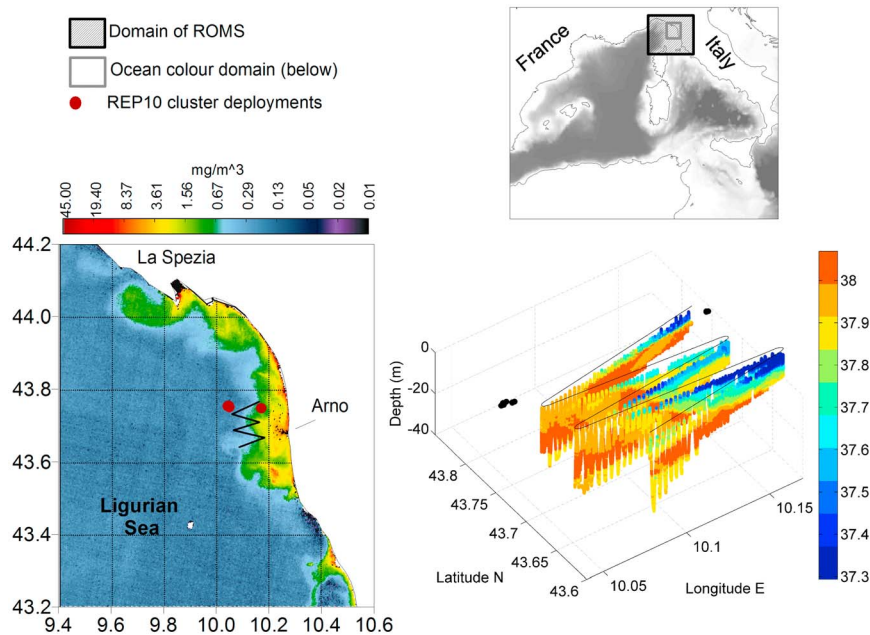 Domain of ROMS
Ocean colour domain (below)
REP10 cluster deployments
France
Italy
mg/m^3
45.00 19.40 8.37 3.61 1.56 0.67 0.29 0.13 0.05 0.02 0.01
44.2
44.0
43.8
43.6
43.4
43.2
9.4 9.6 9.8 10.0 10.2 10.4 10.6
La Spezia
Arno
Ligurian
Sea
Depth (m)
0
-20
-40
43.8
43.75
43.7
43.65
43.6
Latitude N
10.05
10.1
10.15
Longitude E
38
37.9
37.8
37.7
37.6
37.5
37.4
37.3